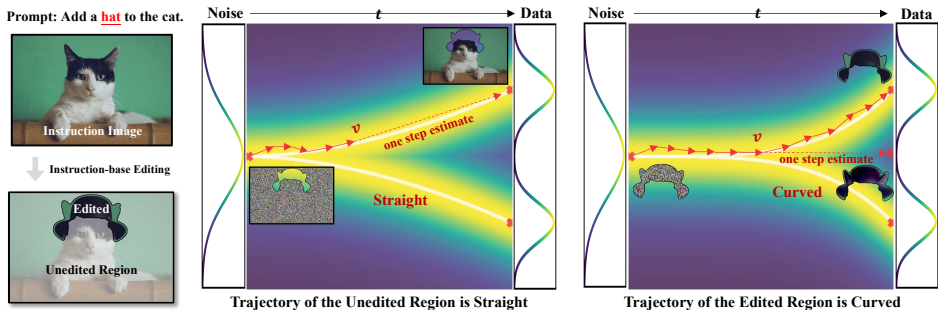 Prompt: Add a hat to the cat.
Instruction Image
Instruction-base Editing
Edited
Unedited Region
Noise
t
Data
v
one step estimate
Straight
Trajectory of the Unedited Region is Straight
Noise
t
Data
v
one step estimate
Curved
Trajectory of the Edited Region is Curved